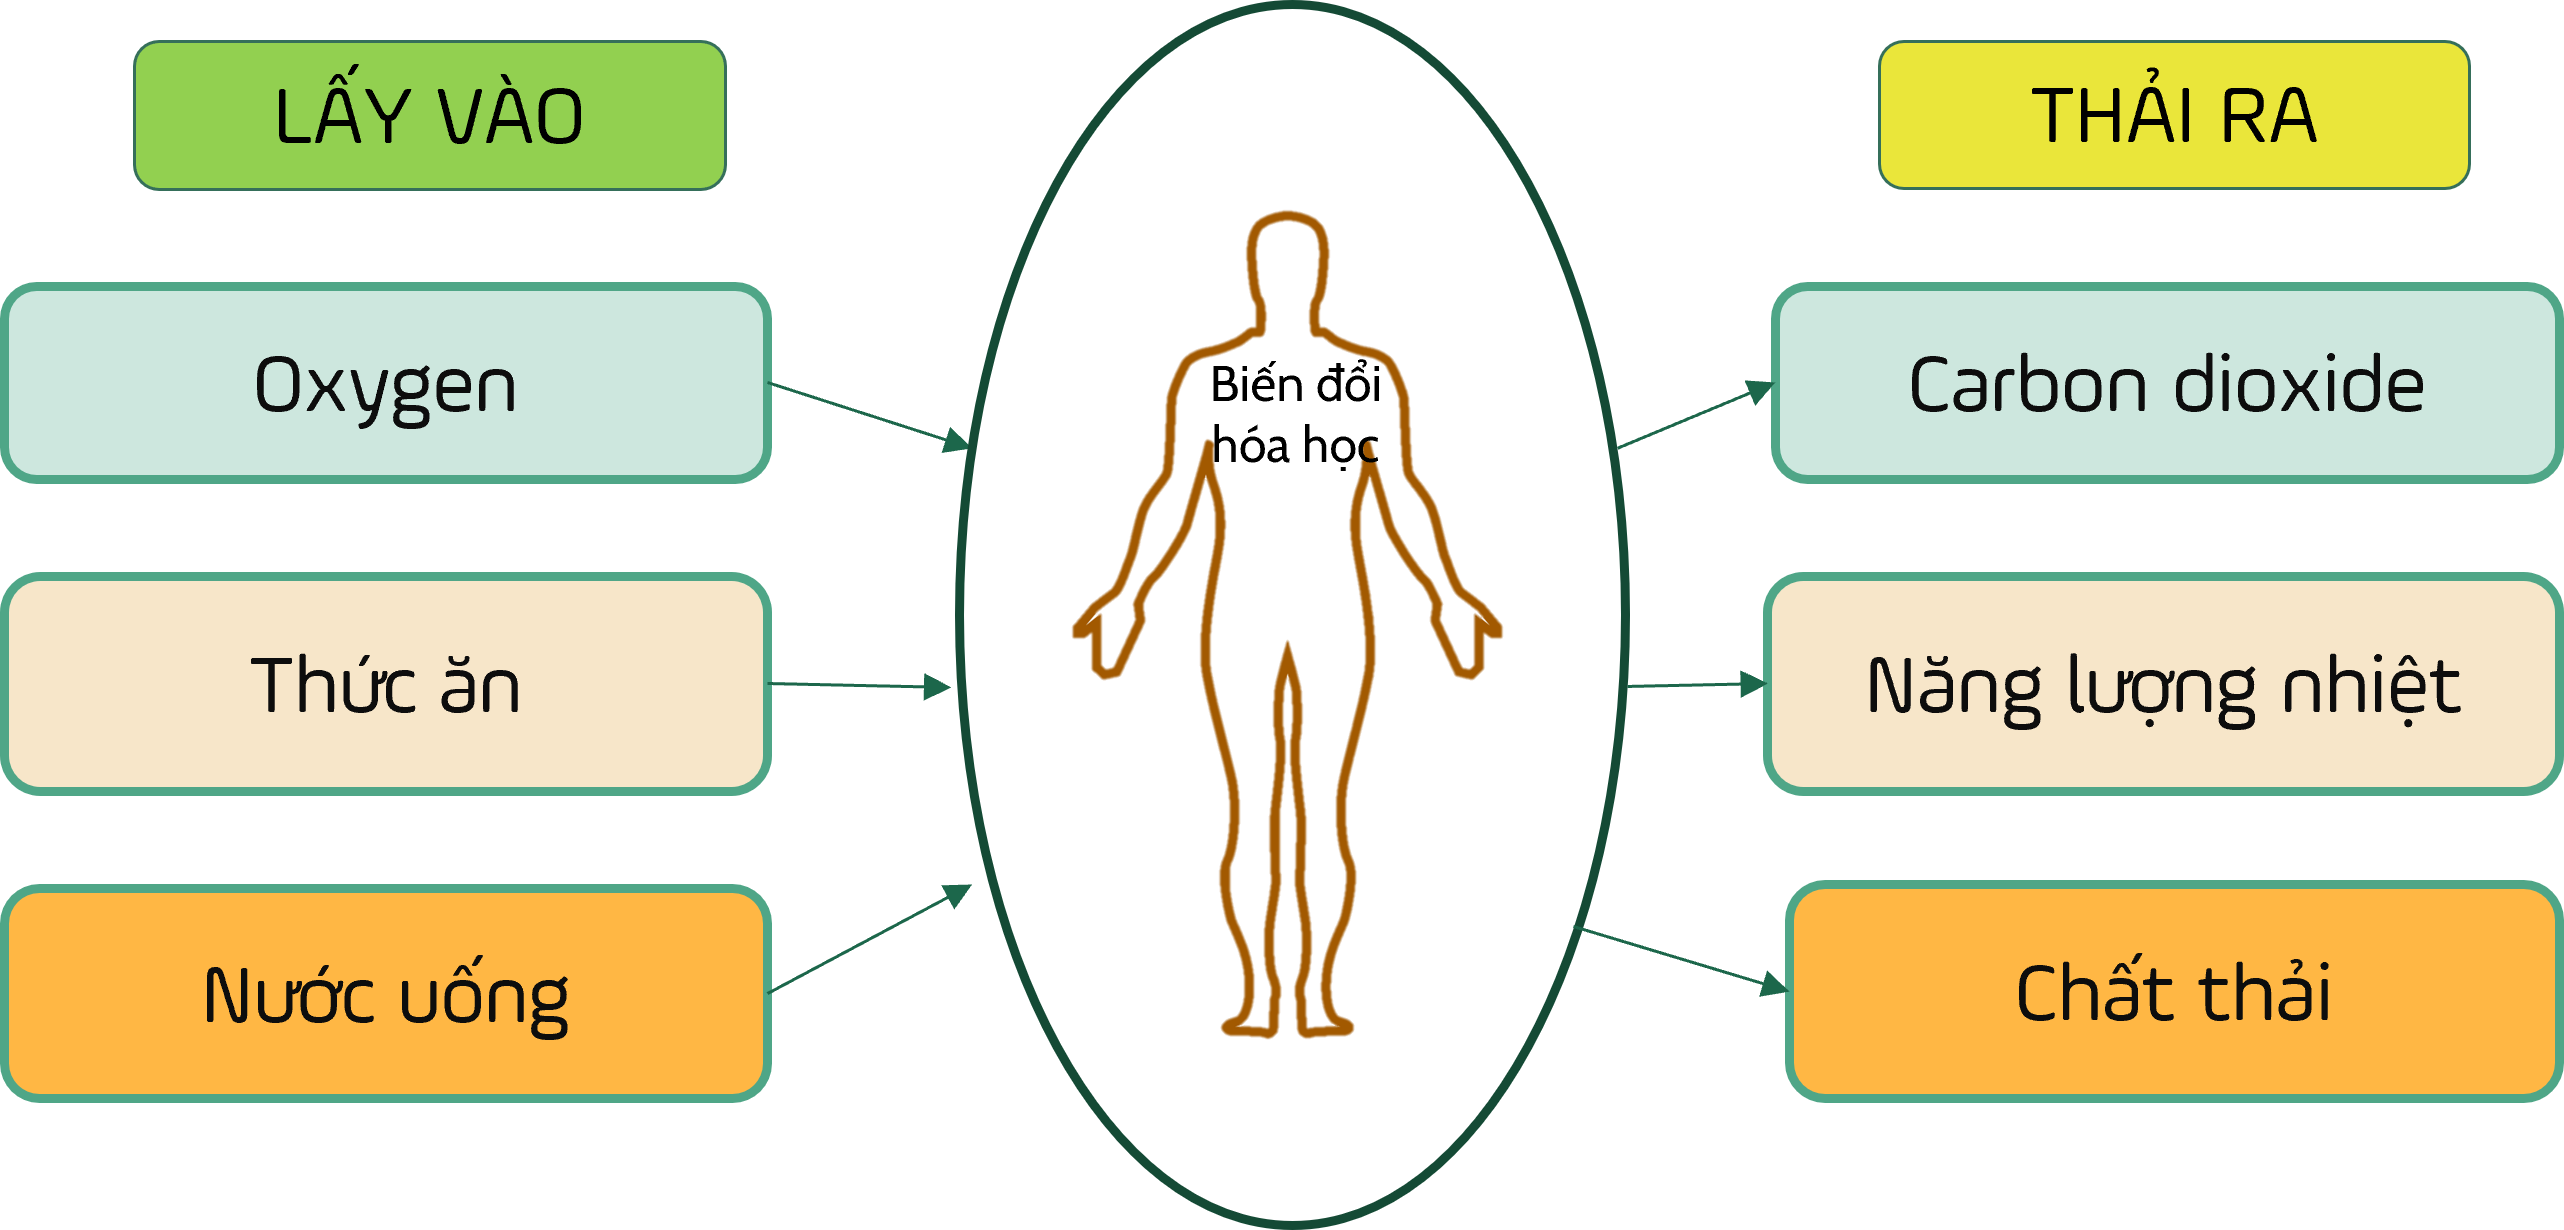 LẤY VÀO
THẢI RA
Oxygen
Biến đổi
hóa học
Carbon dioxide
Thức ăn
Năng lượng nhiệt
Nước uống
Chất thải